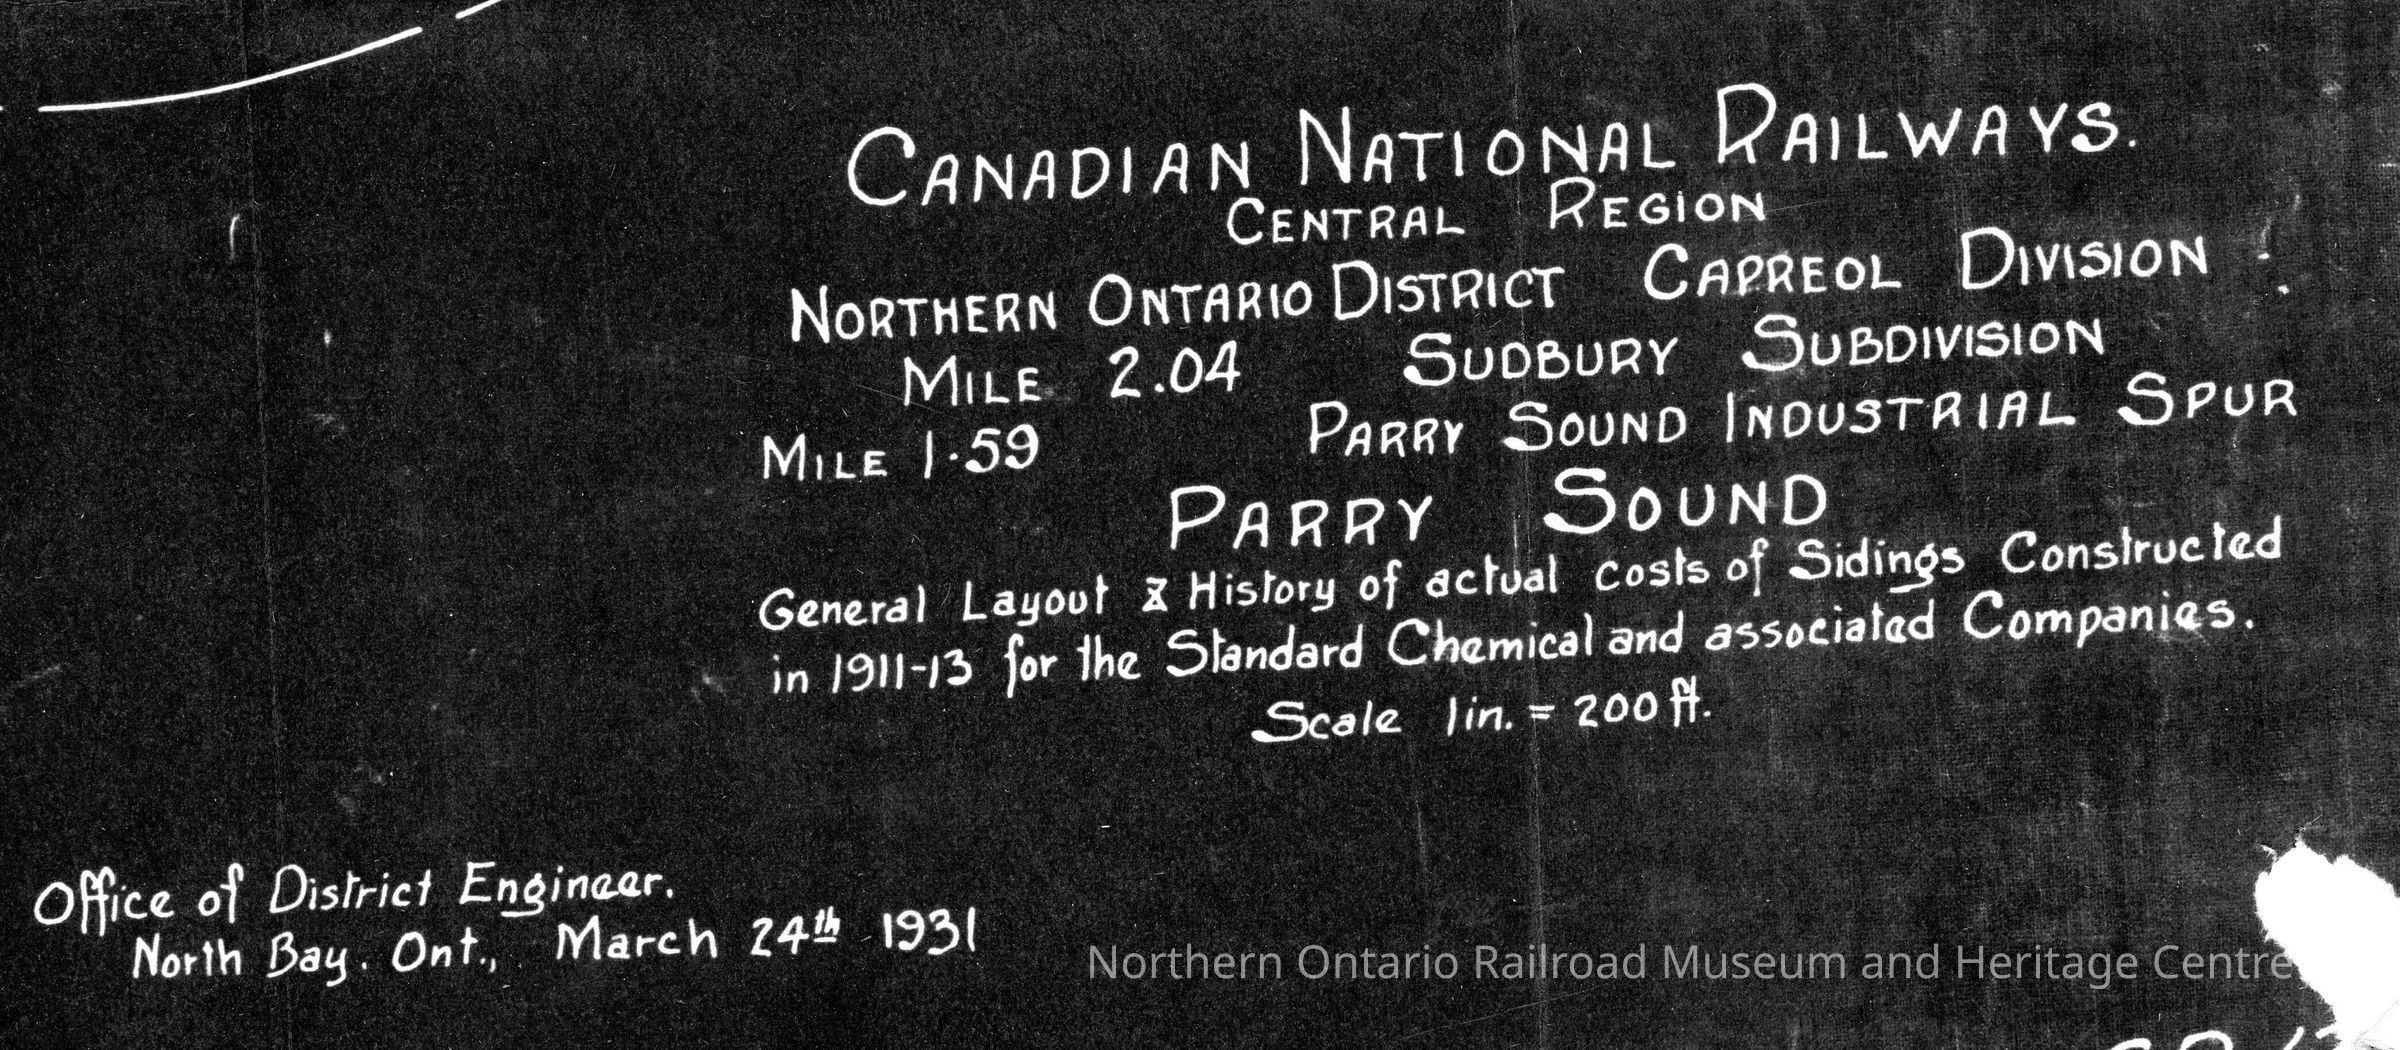 CANADIAN NATIONAL RAILWAYS.
CENTRAL REGION
NORTHERN ONTARIO DISTRICT CAPREOL DIVISION
MILE 2.04 SUDBURY SUBDIVISION
MILE 1.59 PARRY SOUND INDUSTRIAL SPUR
PARRY SOUND
General Layout & History of actual costs of Sidings Constructed
in 1911-13 for the Standard Chemical and associated Companies.
Scale 1in. = 200 ft.
Office of District Engineer.
North Bay. Ont., March 24th 1931
Northern Ontario Railroad Museum and Heritage Centre